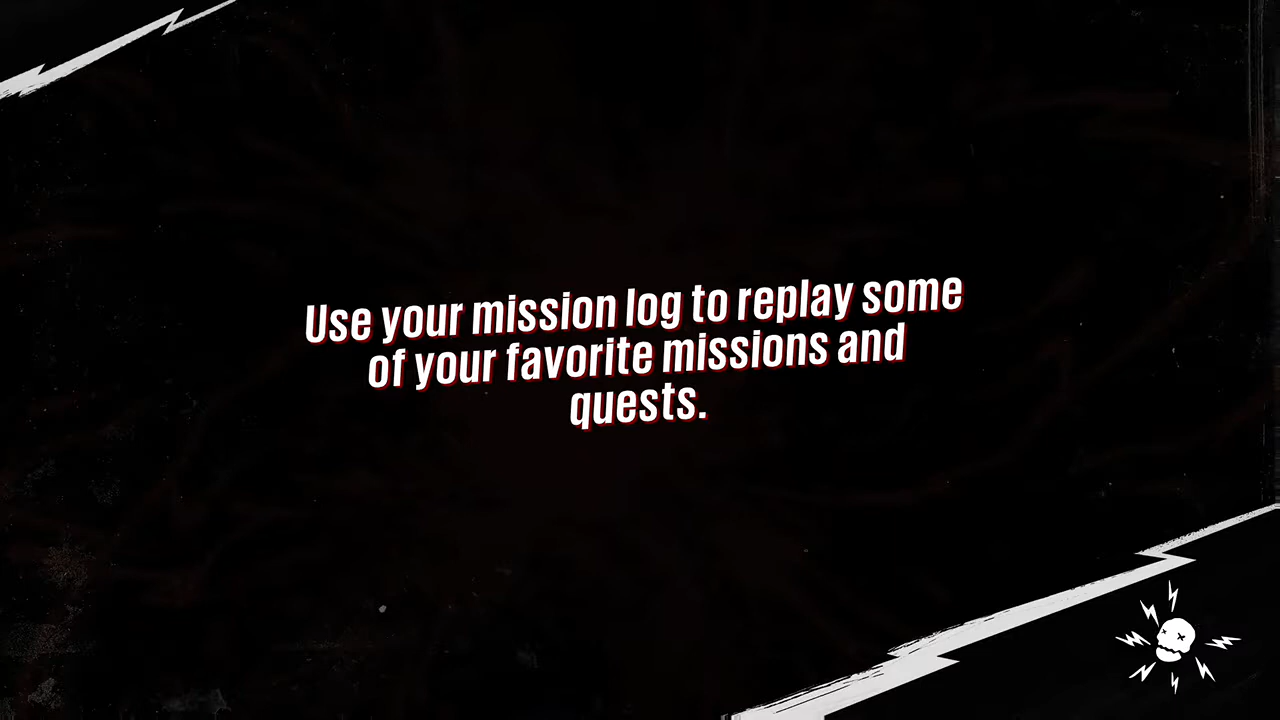 Use your mission log to replay some
of your favorite missions and
quests.